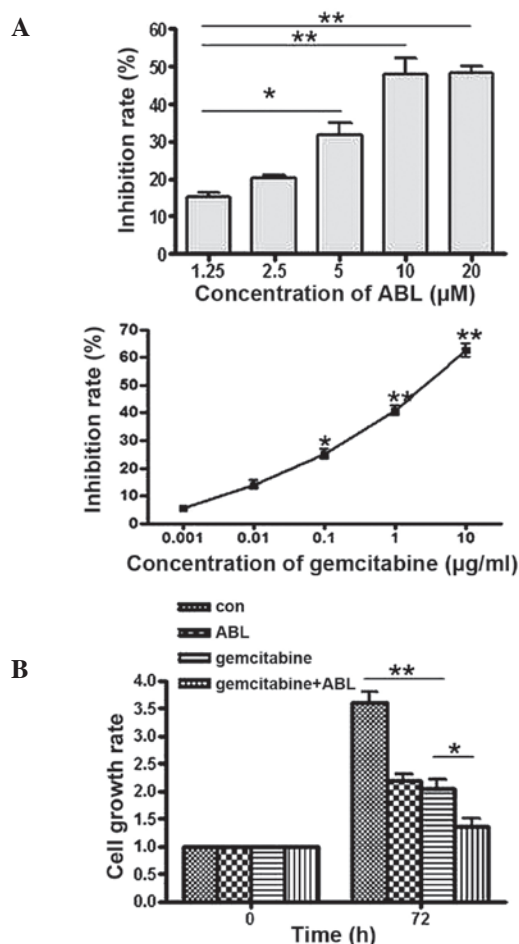 A
**
**
*
Inhibition rate (%)
60
50
40
30
20
10
0
1.25 2.5 5 10 20
Concentration of ABL (μM)
Inhibition rate (%)
70
60
50
40
30
20
10
0
*
**
**
0.001 0.01 0.1 1 10
Concentration of gemcitabine (μg/ml)
B
con
ABL
gemcitabine
gemcitabine+ABL
**
*
Cell growth rate
4.0
3.5
3.0
2.5
2.0
1.5
1.0
0.5
0.0
0 72
Time (h)